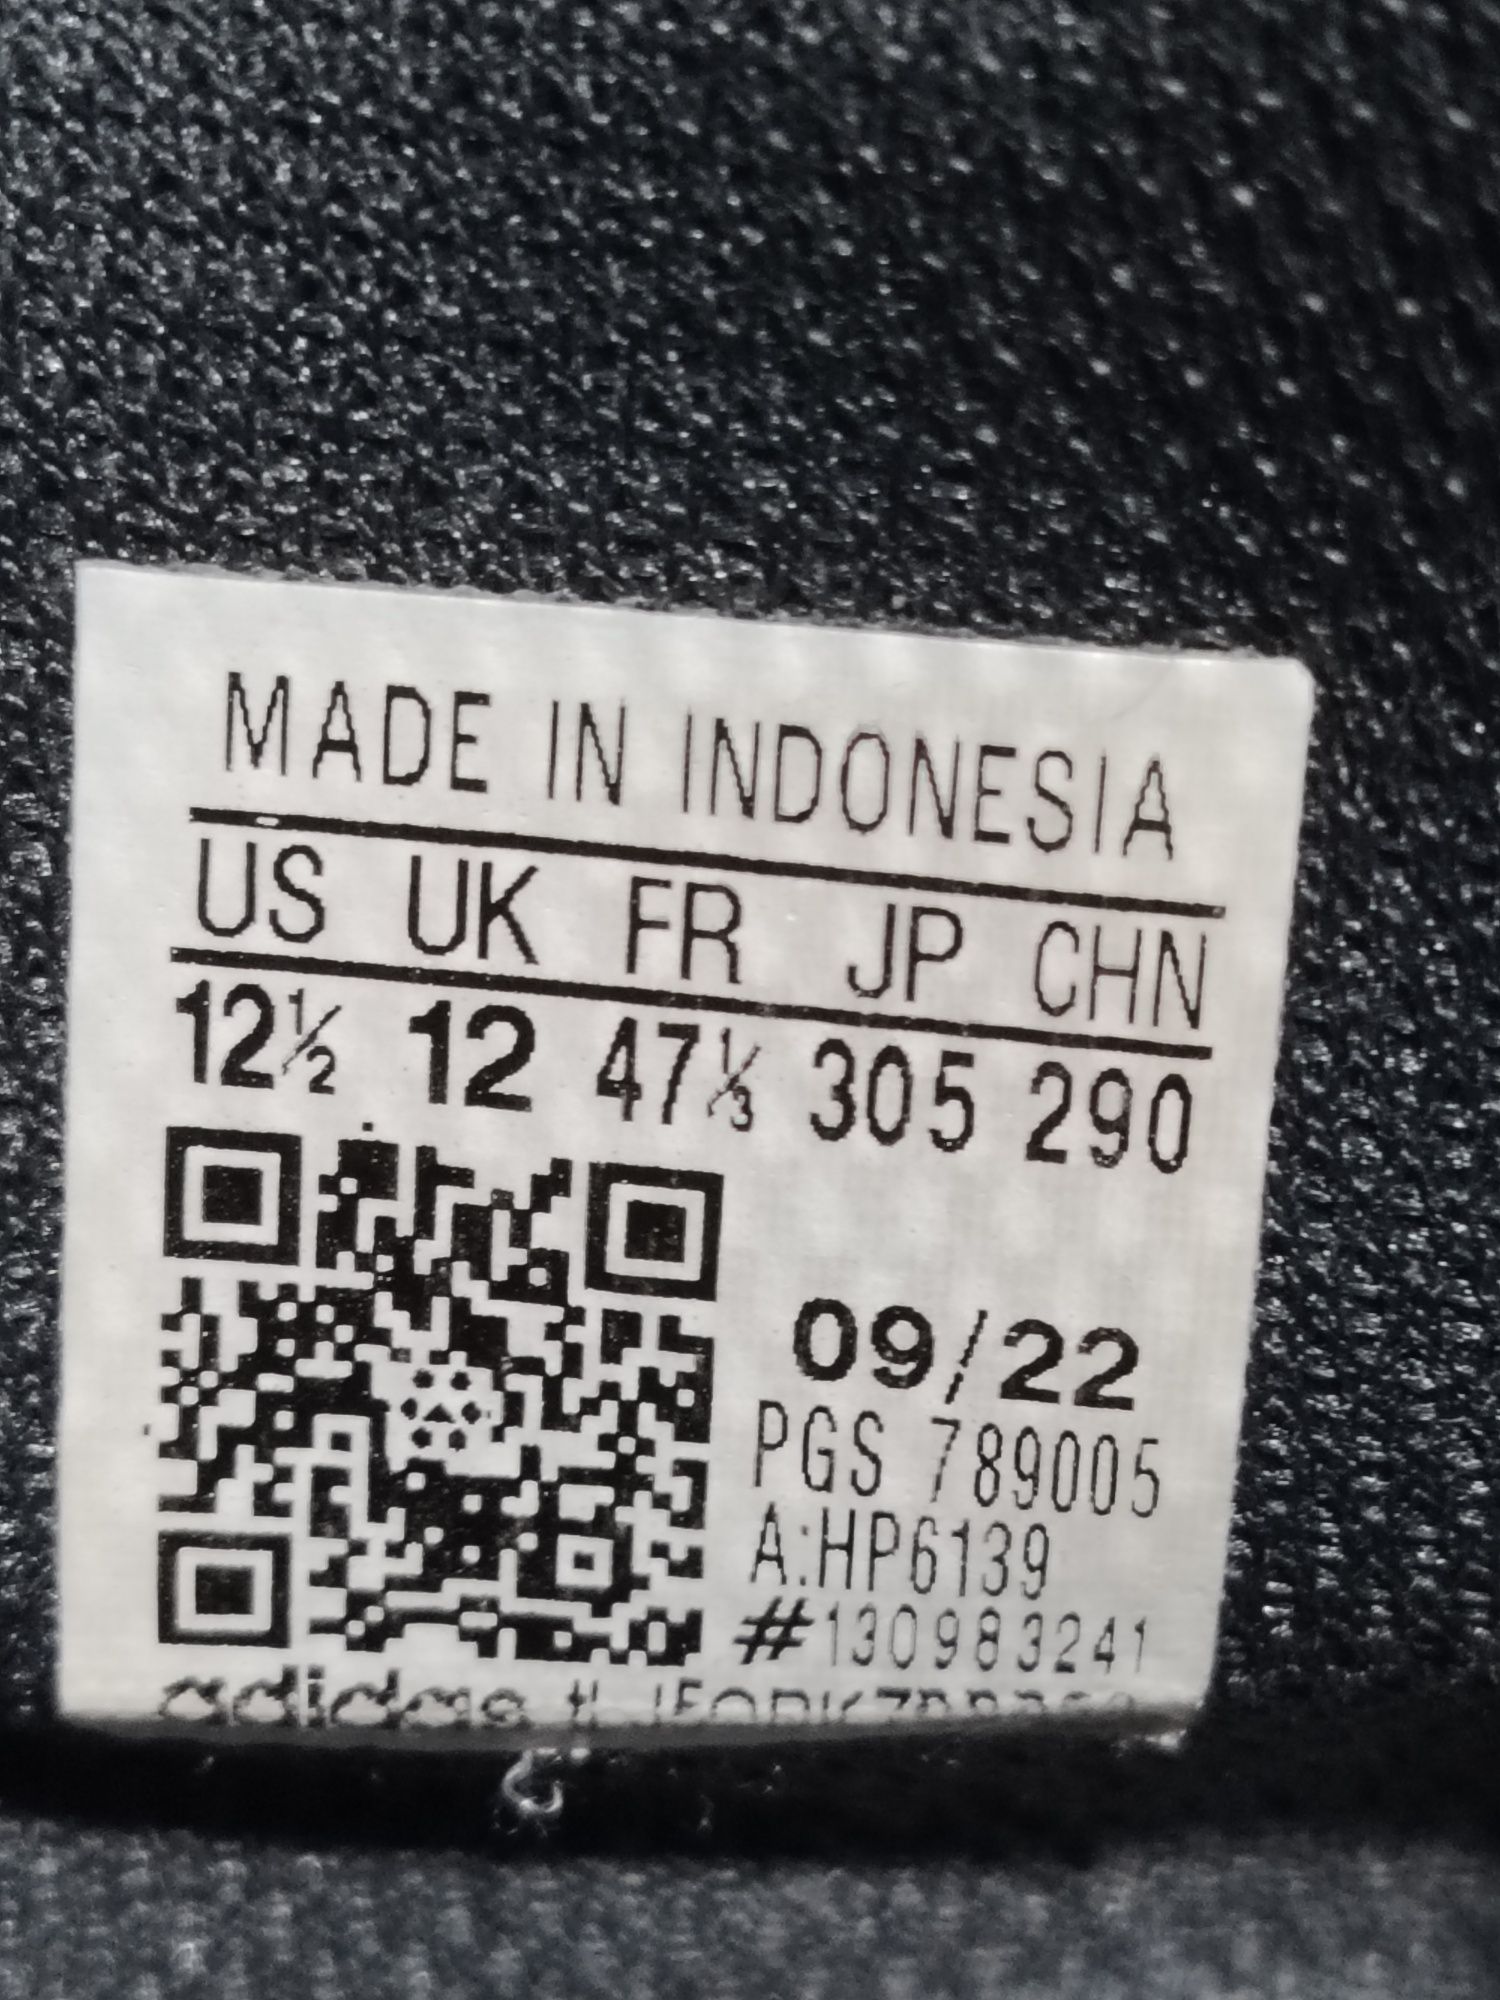 MADE IN INDONESIA
US UK FR JP CHN
12½ 12 47⅓ 305 290
09/22
PGS 789005
A:HP6139
#130983241
adidas